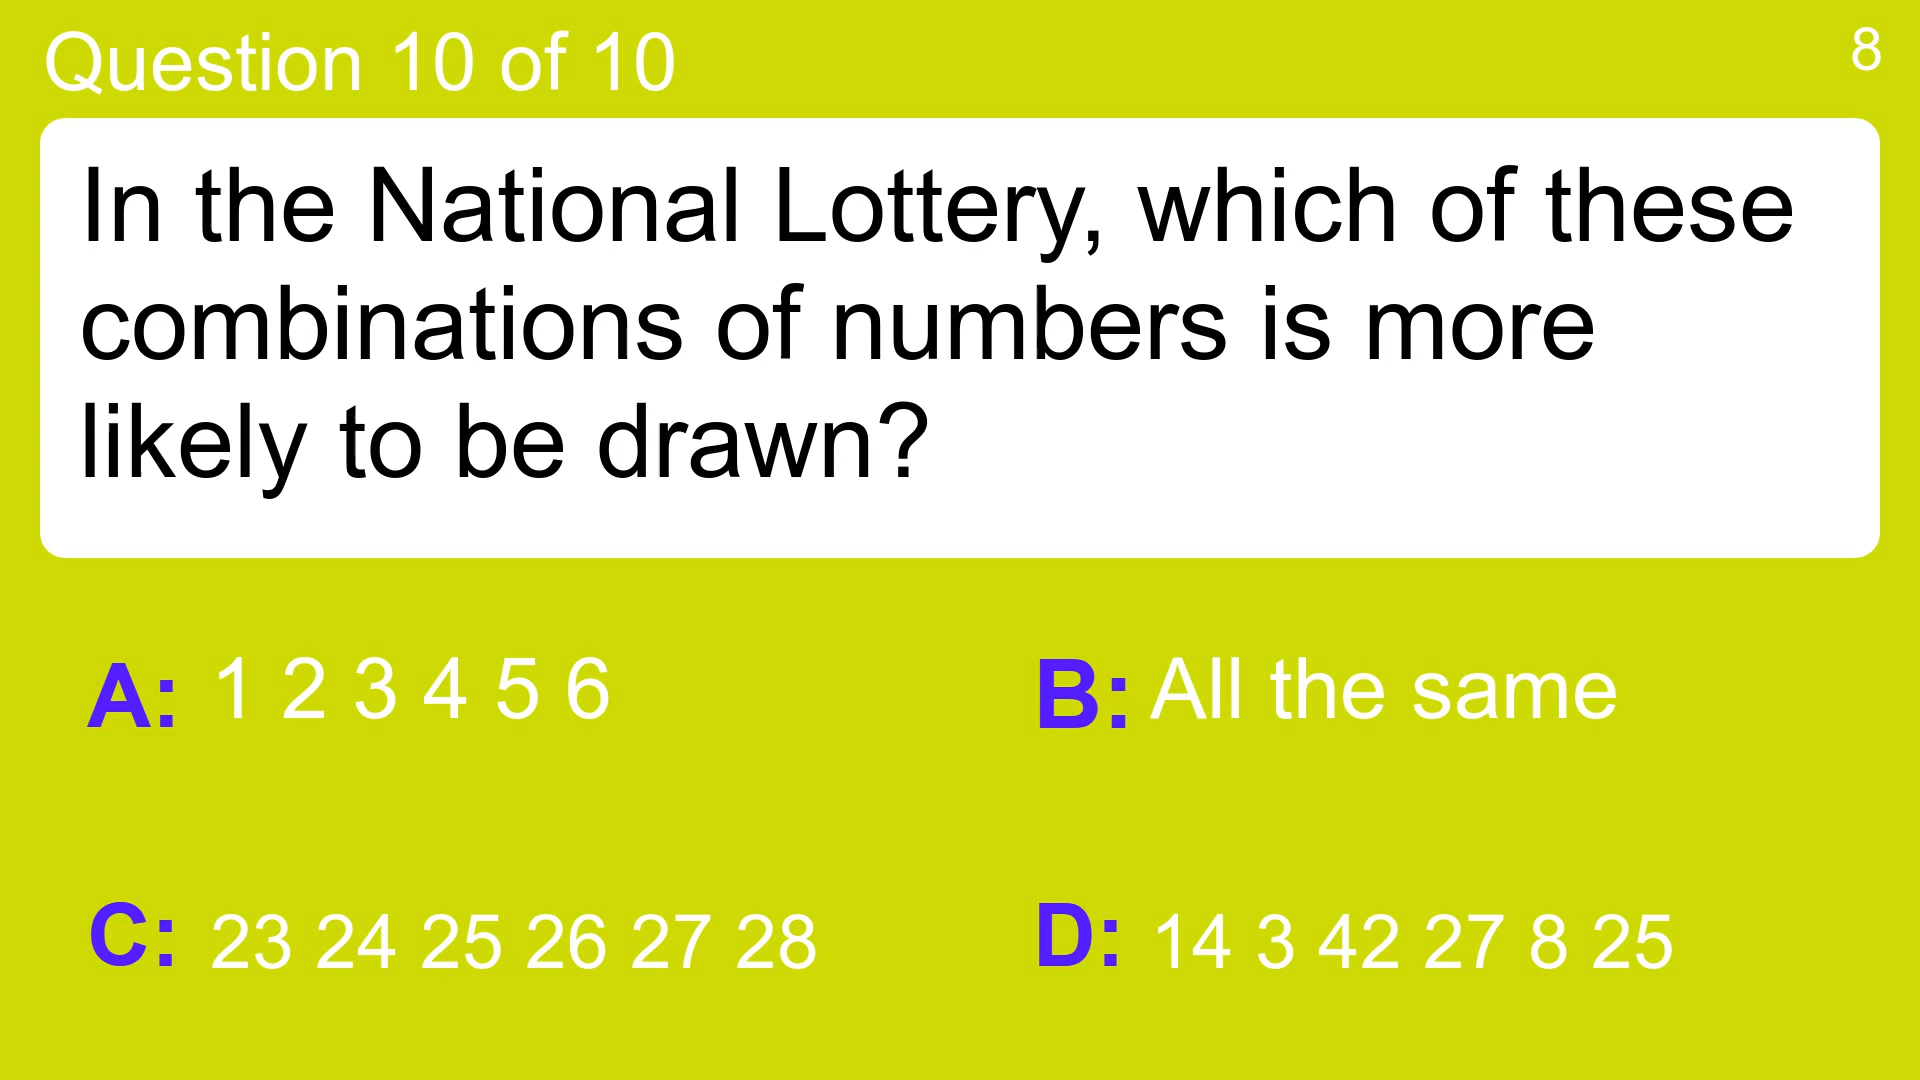 Question 10 of 10
8
In the National Lottery, which of these
combinations of numbers is more
likely to be drawn?
A: 1 2 3 4 5 6
B: All the same
C: 23 24 25 26 27 28
D: 14 3 42 27 8 25